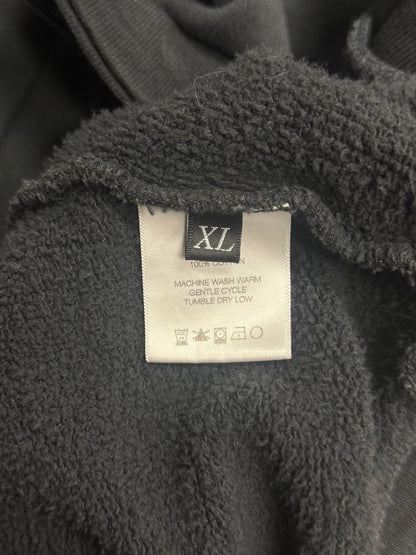 XL
100% COTTON
MACHINE WASH WARM
GENTLE CYCLE
TUMBLE DRY LOW